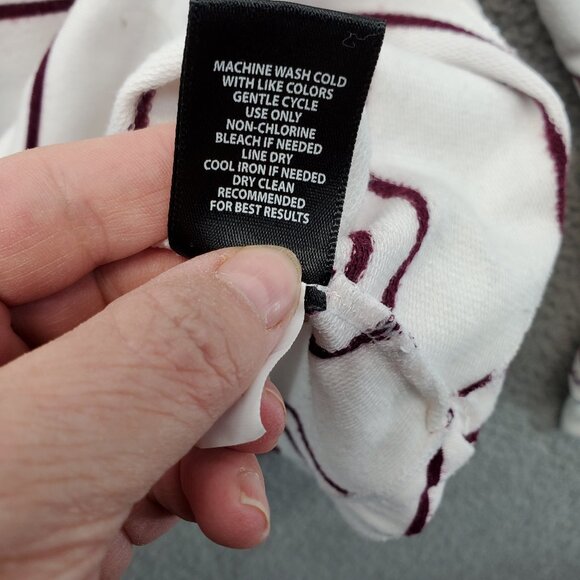 MACHINE WASH COLD
WITH LIKE COLORS
GENTLE CYCLE
USE ONLY
NON-CHLORINE
BLEACH IF NEEDED
LINE DRY
COOL IRON IF NEEDED
DRY CLEAN
RECOMMENDED
FOR BEST RESULTS